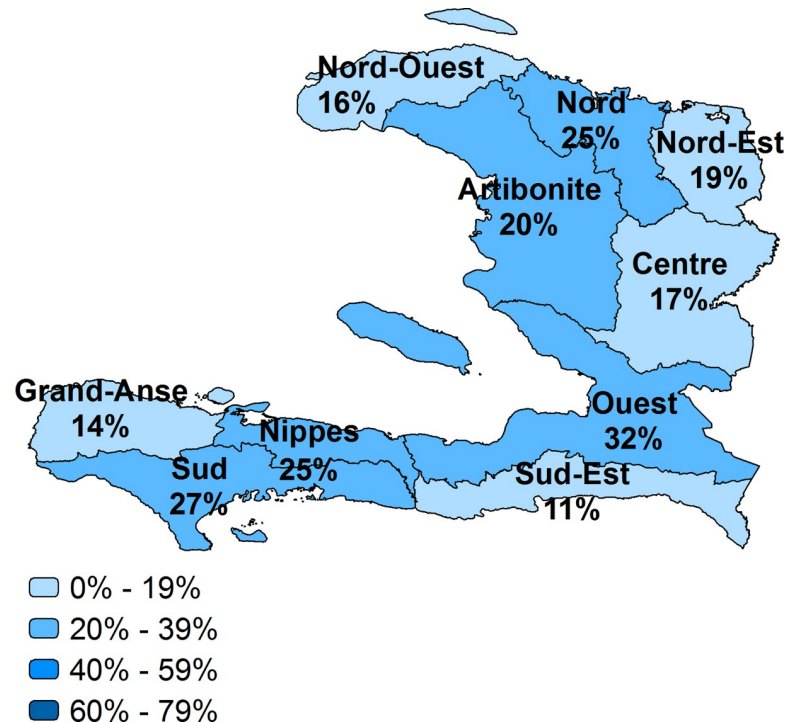 Nord-Ouest
16%
Nord
25%
Nord-Est
19%
Artibonite
20%
Centre
17%
Grand-Anse
14%
Nippes
25%
Sud
27%
Ouest
32%
Sud-Est
11%
0% - 19%
20% - 39%
40% - 59%
60% - 79%